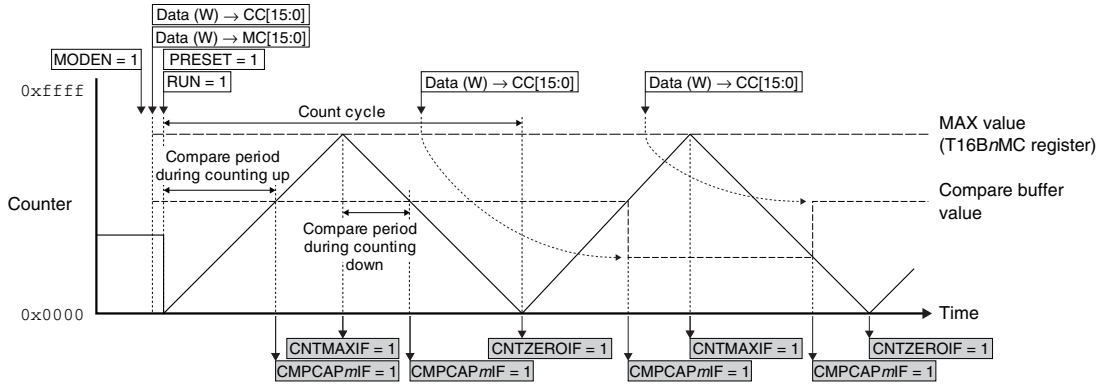 Data (W) → CC[15:0]
Data (W) → MC[15:0]
MODEN = 1
PRESET = 1
RUN = 1
Data (W) → CC[15:0]
Data (W) → CC[15:0]
0xffff
Count cycle
MAX value
(T16BnMC register)
Compare period
during counting up
Counter
Compare buffer
value
Compare period
during counting
down
0x0000
Time
CNTMAXIF = 1
CNTZEROIF = 1
CNTMAXIF = 1
CNTZEROIF = 1
CMPCAPmIF = 1
CMPCAPmIF = 1
CMPCAPmIF = 1
CMPCAPmIF = 1